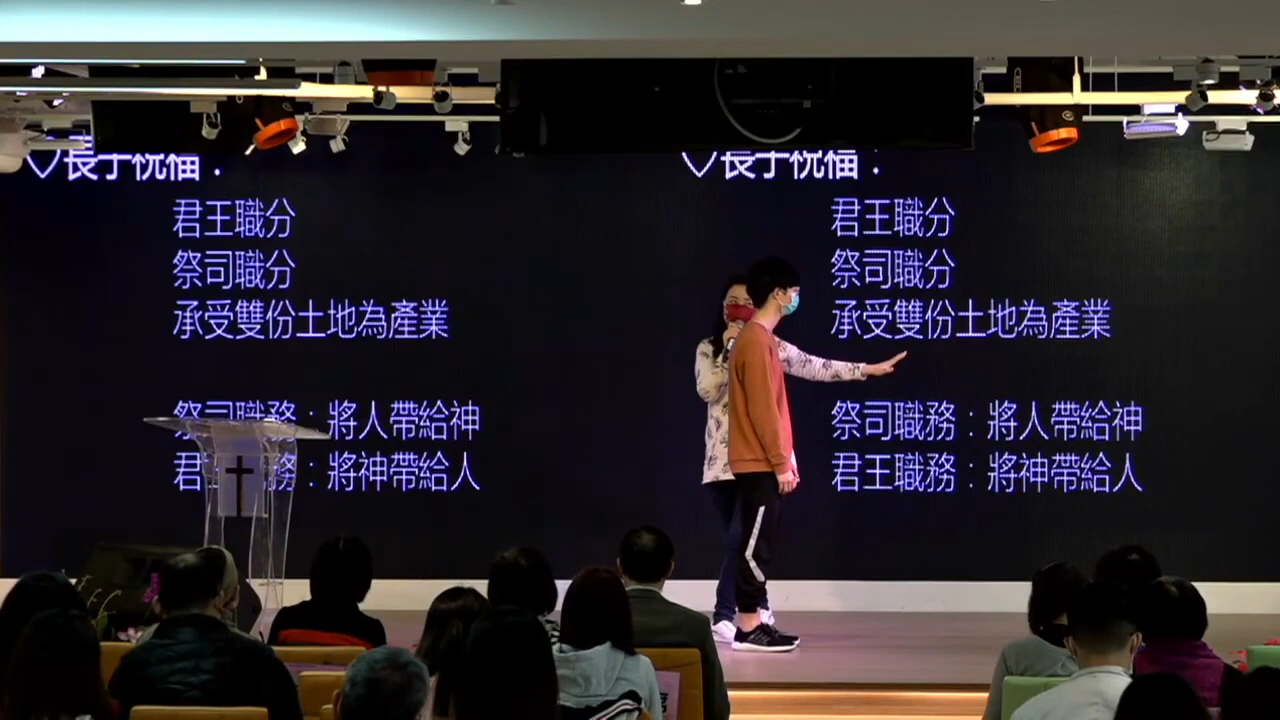 ♡長子祝福：
君王職分
祭司職分
承受雙份土地為產業
祭司職務：將人帶給神
君 務：將神帶給人
♡長子祝福：
君王職分
祭司職分
承受雙份土地為產業
祭司職務：將人帶給神
君王職務：將神帶給人